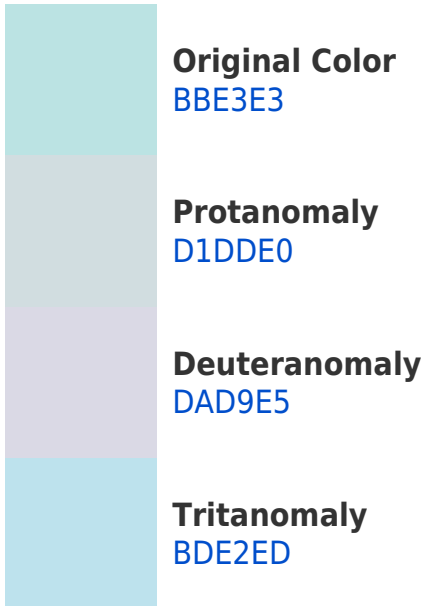 Original Color
BBE3E3
Protanomaly
D1DDE0
Deuteranomaly
DAD9E5
Tritanomaly
BDE2ED